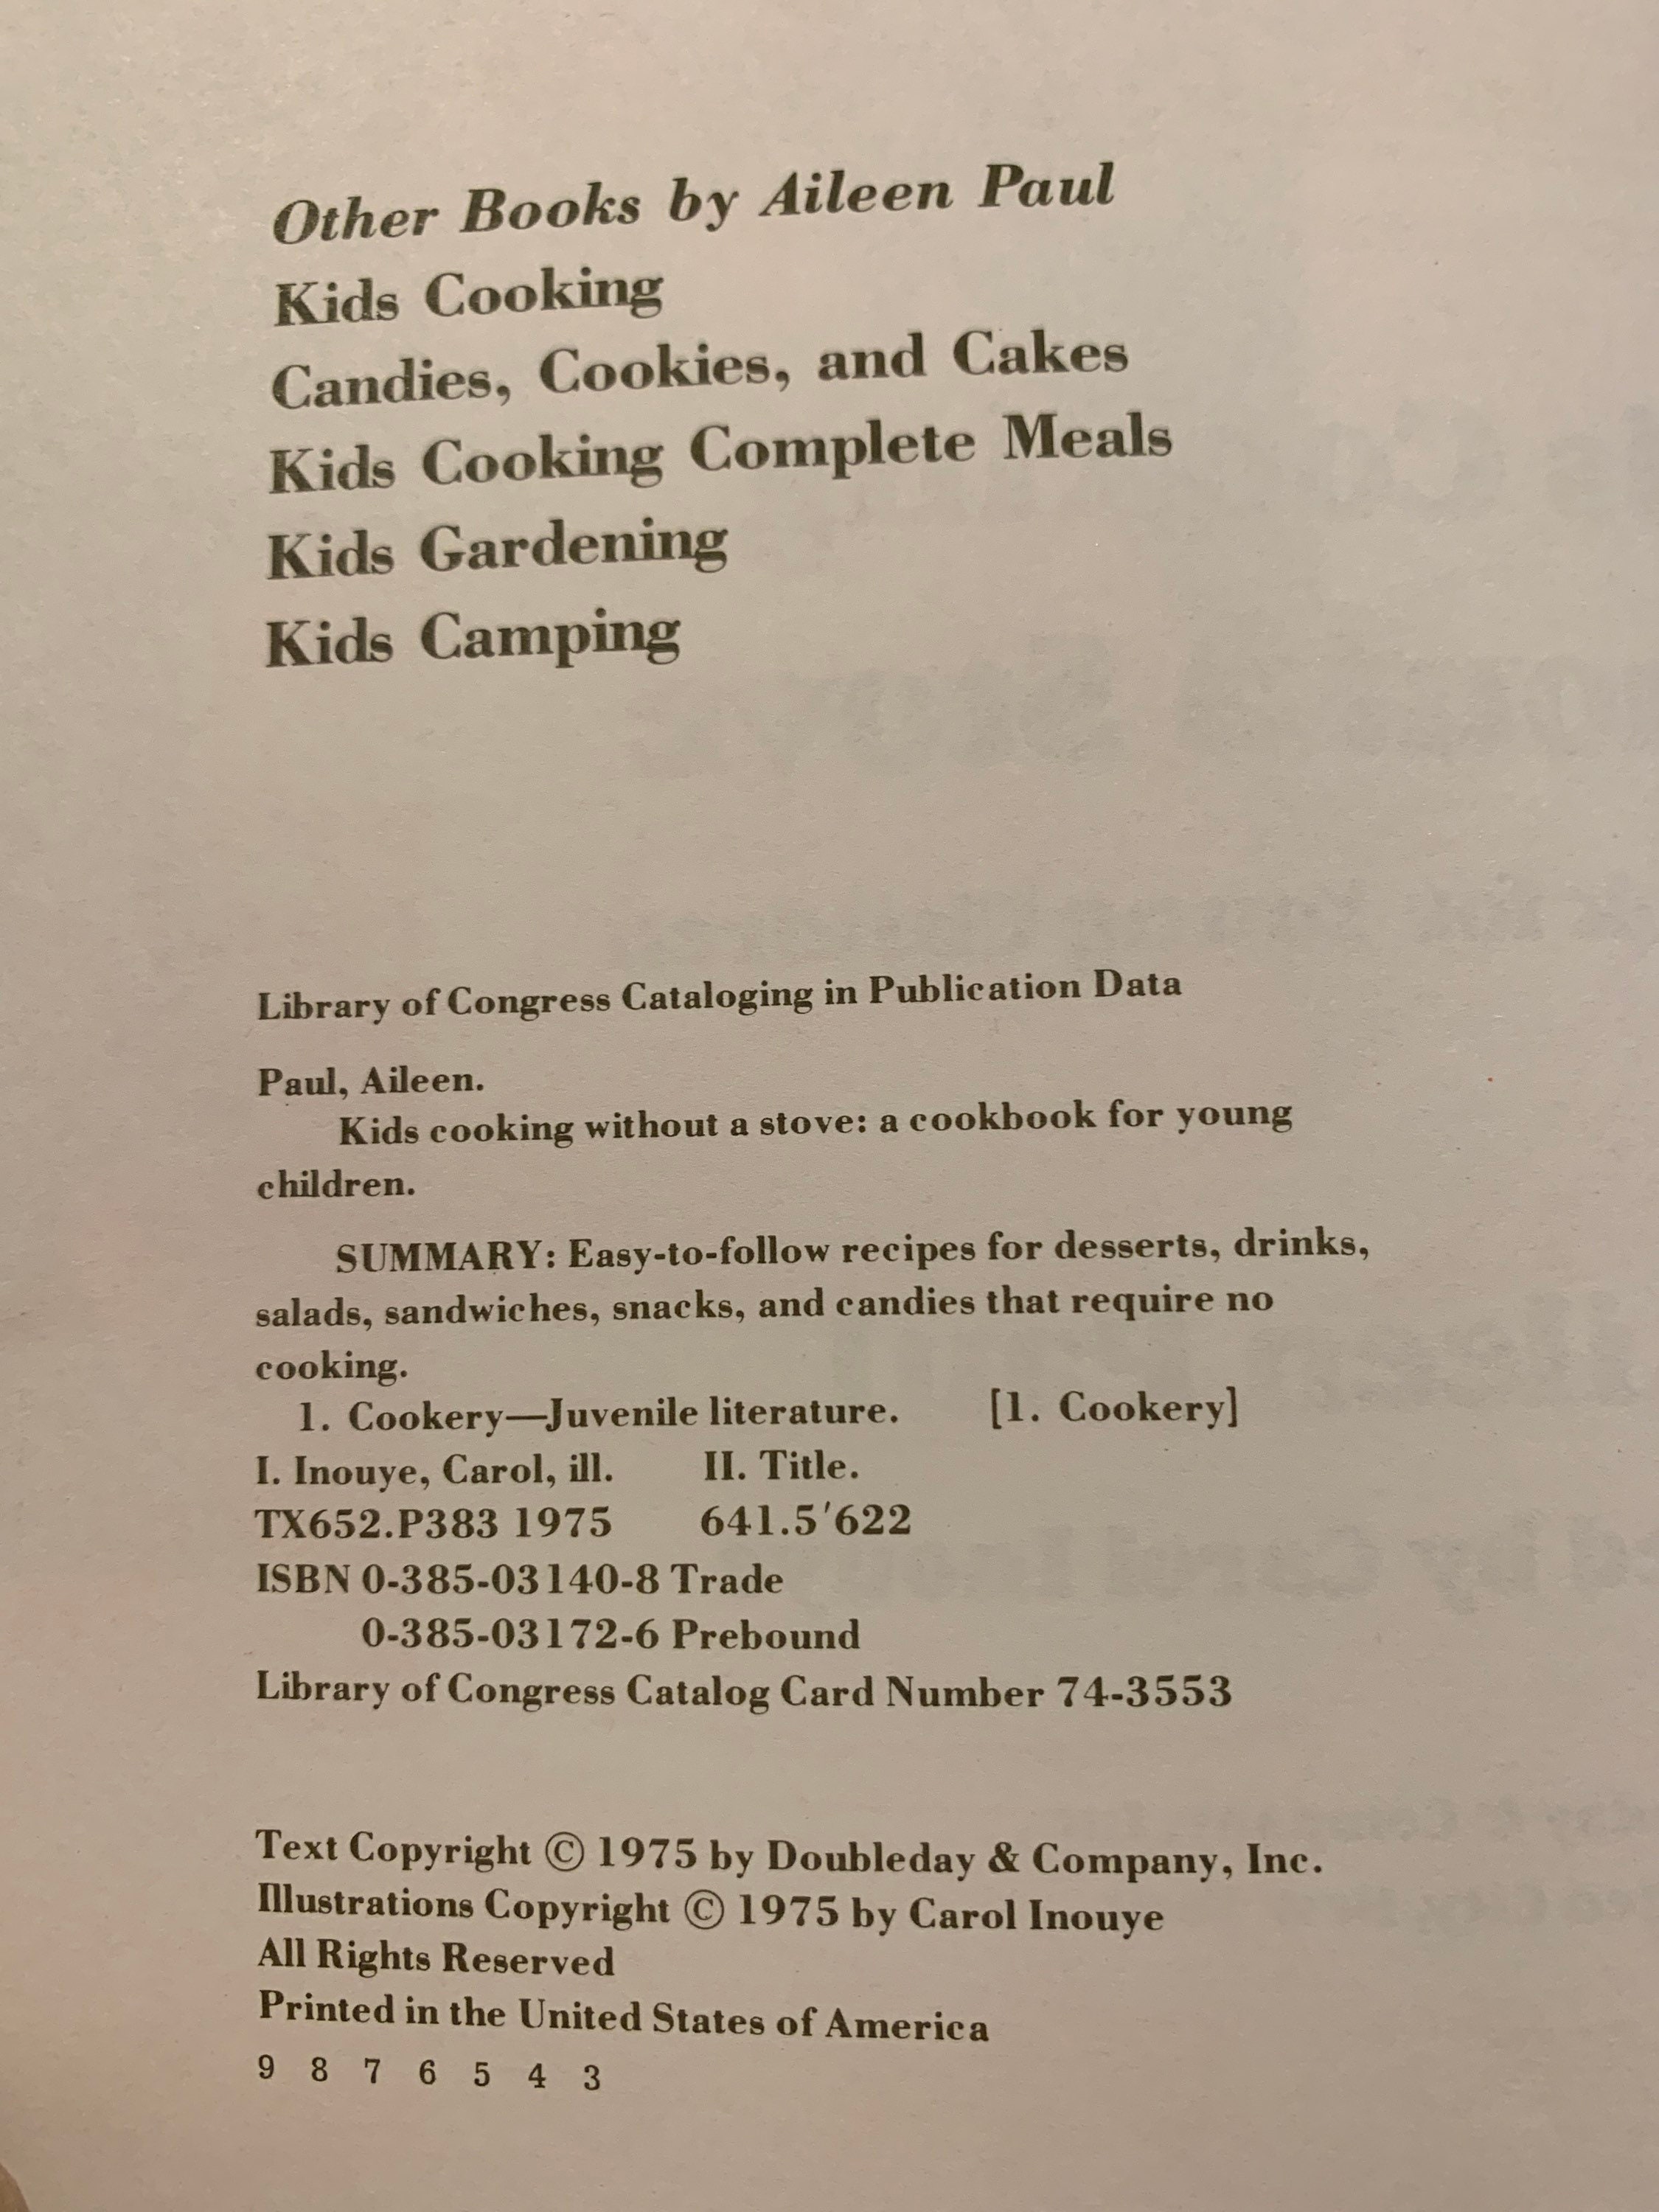 Other Books by Aileen Paul
Kids Cooking
Candies, Cookies, and Cakes
Kids Cooking Complete Meals
Kids Gardening
Kids Camping
Library of Congress Cataloging in Publication Data
Paul, Aileen.
Kids cooking without a stove: a cookbook for young
children.
SUMMARY: Easy-to-follow recipes for desserts, drinks,
salads, sandwiches, snacks, and candies that require no
cooking.
1. Cookery—Juvenile literature. [1. Cookery]
I. Inouye, Carol, ill. II. Title.
TX652.P383 1975 641.5'622
ISBN 0-385-03140-8 Trade
0-385-03172-6 Prebound
Library of Congress Catalog Card Number 74-3553
Text Copyright © 1975 by Doubleday & Company, Inc.
Illustrations Copyright © 1975 by Carol Inouye
All Rights Reserved
Printed in the United States of America
9 8 7 6 5 4 3